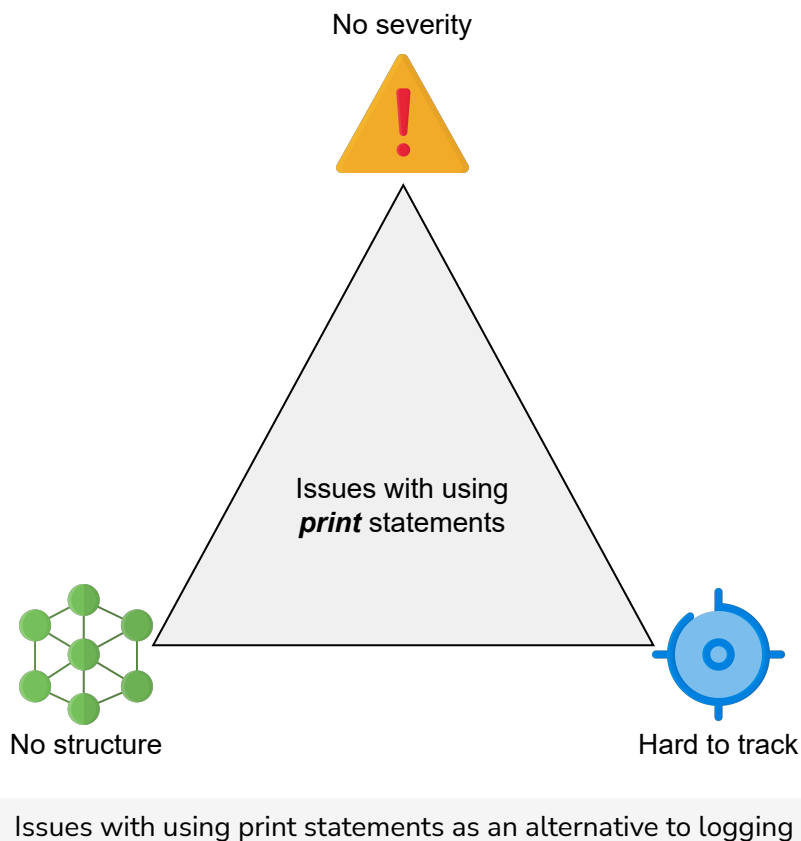 No severity
Issues with using
print statements
No structure
Hard to track
Issues with using print statements as an alternative to logging